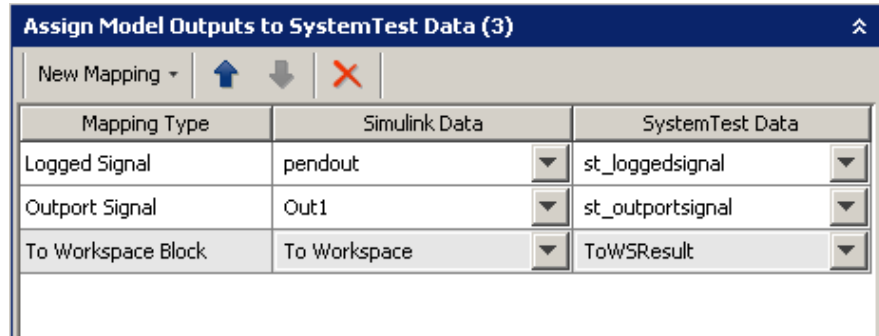 Assign Model Outputs to SystemTest Data (3)
New Mapping
Mapping Type Simulink Data SystemTest Data
Logged Signal pendout st_loggedsignal
Outport Signal Out1 st_outportsignal
To Workspace Block To Workspace ToWSResult